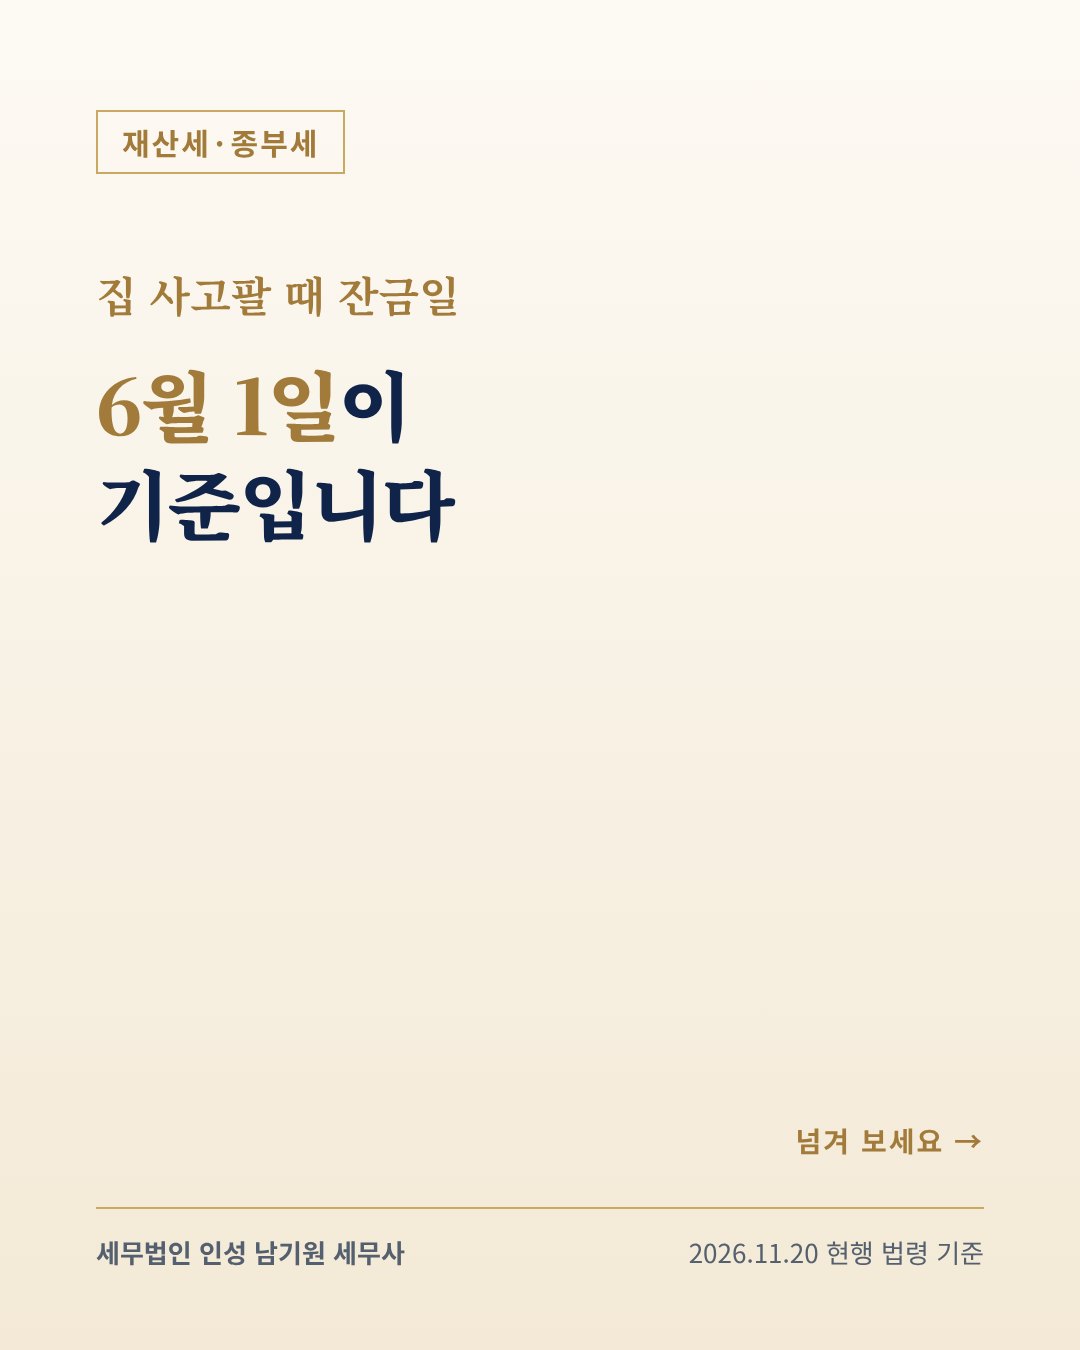 재산세·종부세
집 사고팔 때 잔금일
6월 1일이
기준입니다
넘겨 보세요 →
세무법인 인성 남기원 세무사
2026.11.20 현행 법령 기준